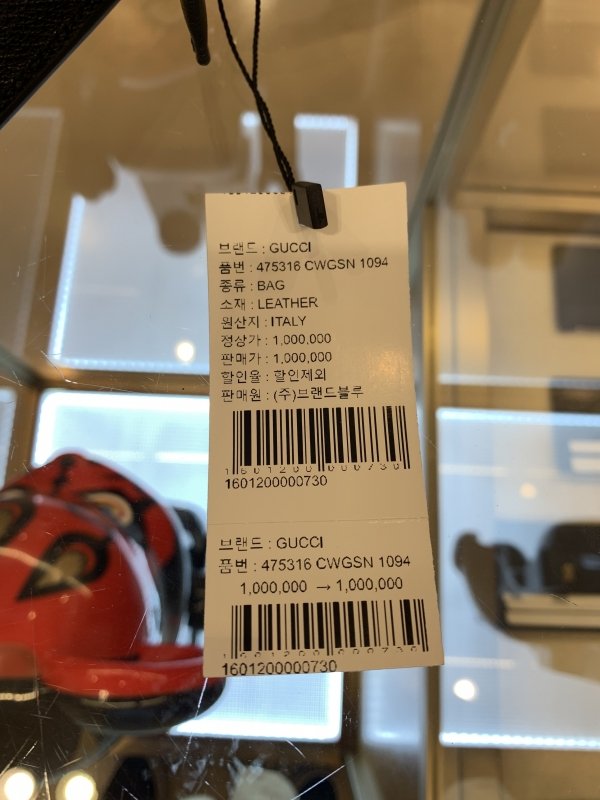 브랜드 : GUCCI
품번 : 475316 CWGSN 1094
종류 : BAG
소재 : LEATHER
원산지 : ITALY
정상가 : 1,000,000
판매가 : 1,000,000
할인율 : 할인제외
판매원 : (주)브랜드블루
1601200000730
1601200000730
브랜드 : GUCCI
품번 : 475316 CWGSN 1094
1,000,000 → 1,000,000
1601200000730
1601200000730